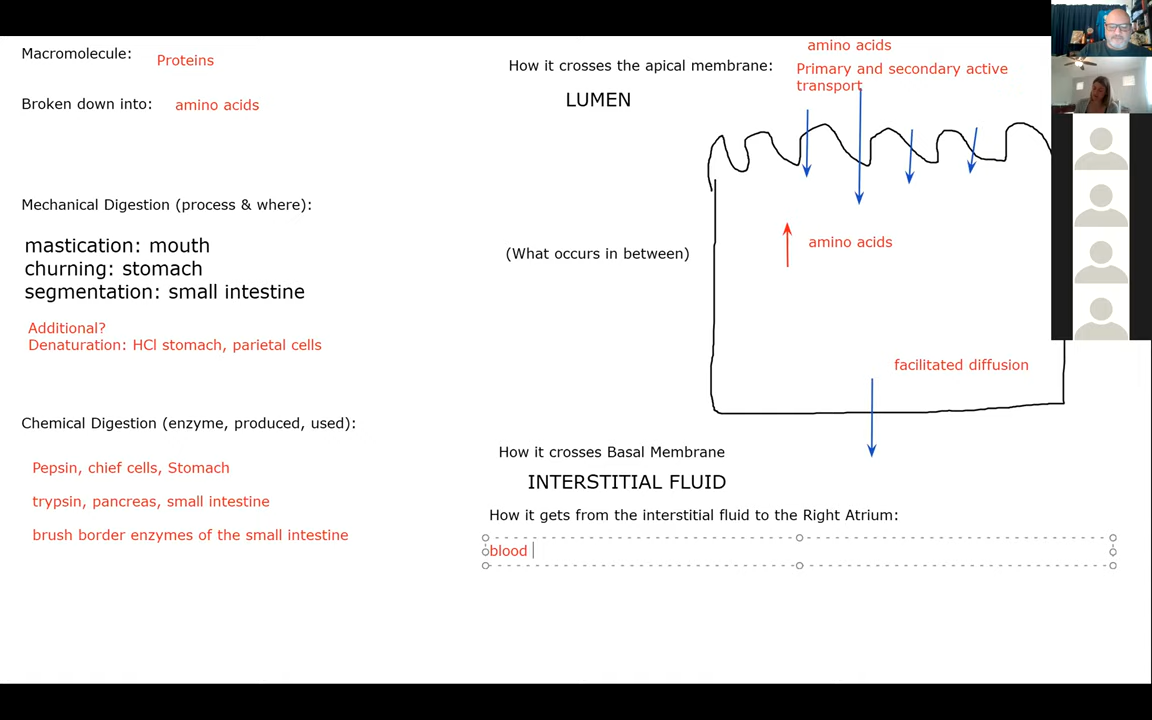 Macromolecule:
Proteins
Broken down into:
amino acids
Mechanical Digestion (process & where):
mastication: mouth
churning: stomach
segmentation: small intestine
Additional?
Denaturation: HCl stomach, parietal cells
Chemical Digestion (enzyme, produced, used):
Pepsin, chief cells, Stomach
trypsin, pancreas, small intestine
brush border enzymes of the small intestine
amino acids
How it crosses the apical membrane:
Primary and secondary active
transport
LUMEN
(What occurs in between)
amino acids
facilitated diffusion
How it crosses Basal Membrane
INTERSTITIAL FLUID
How it gets from the interstitial fluid to the Right Atrium:
blood